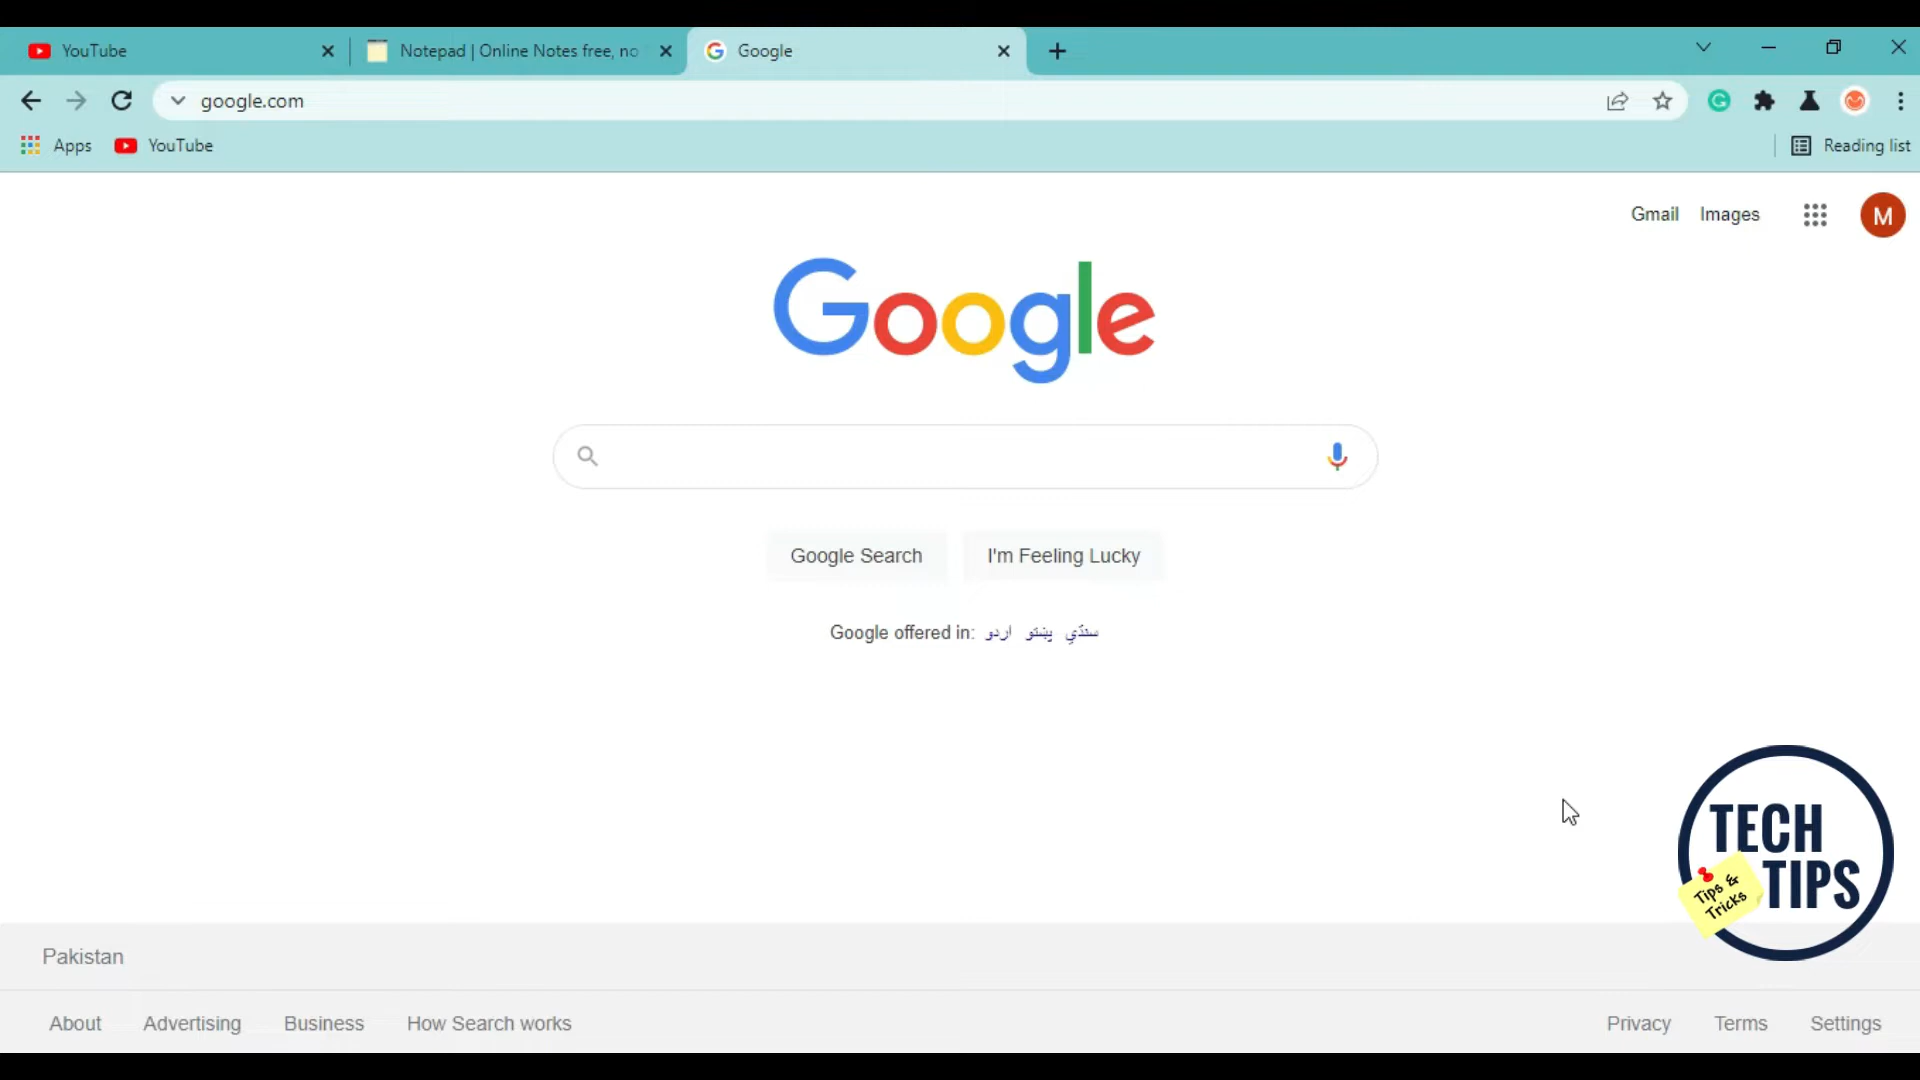 YouTube
Notepad | Online Notes free, no
Google
google.com
Apps
YouTube
Reading list
Gmail
Images
M
Google
Google Search
I'm Feeling Lucky
Google offered in: اردو پښتو سنڌي
TECH
TIPS
Tips &
Tricks
Pakistan
About
Advertising
Business
How Search works
Privacy
Terms
Settings